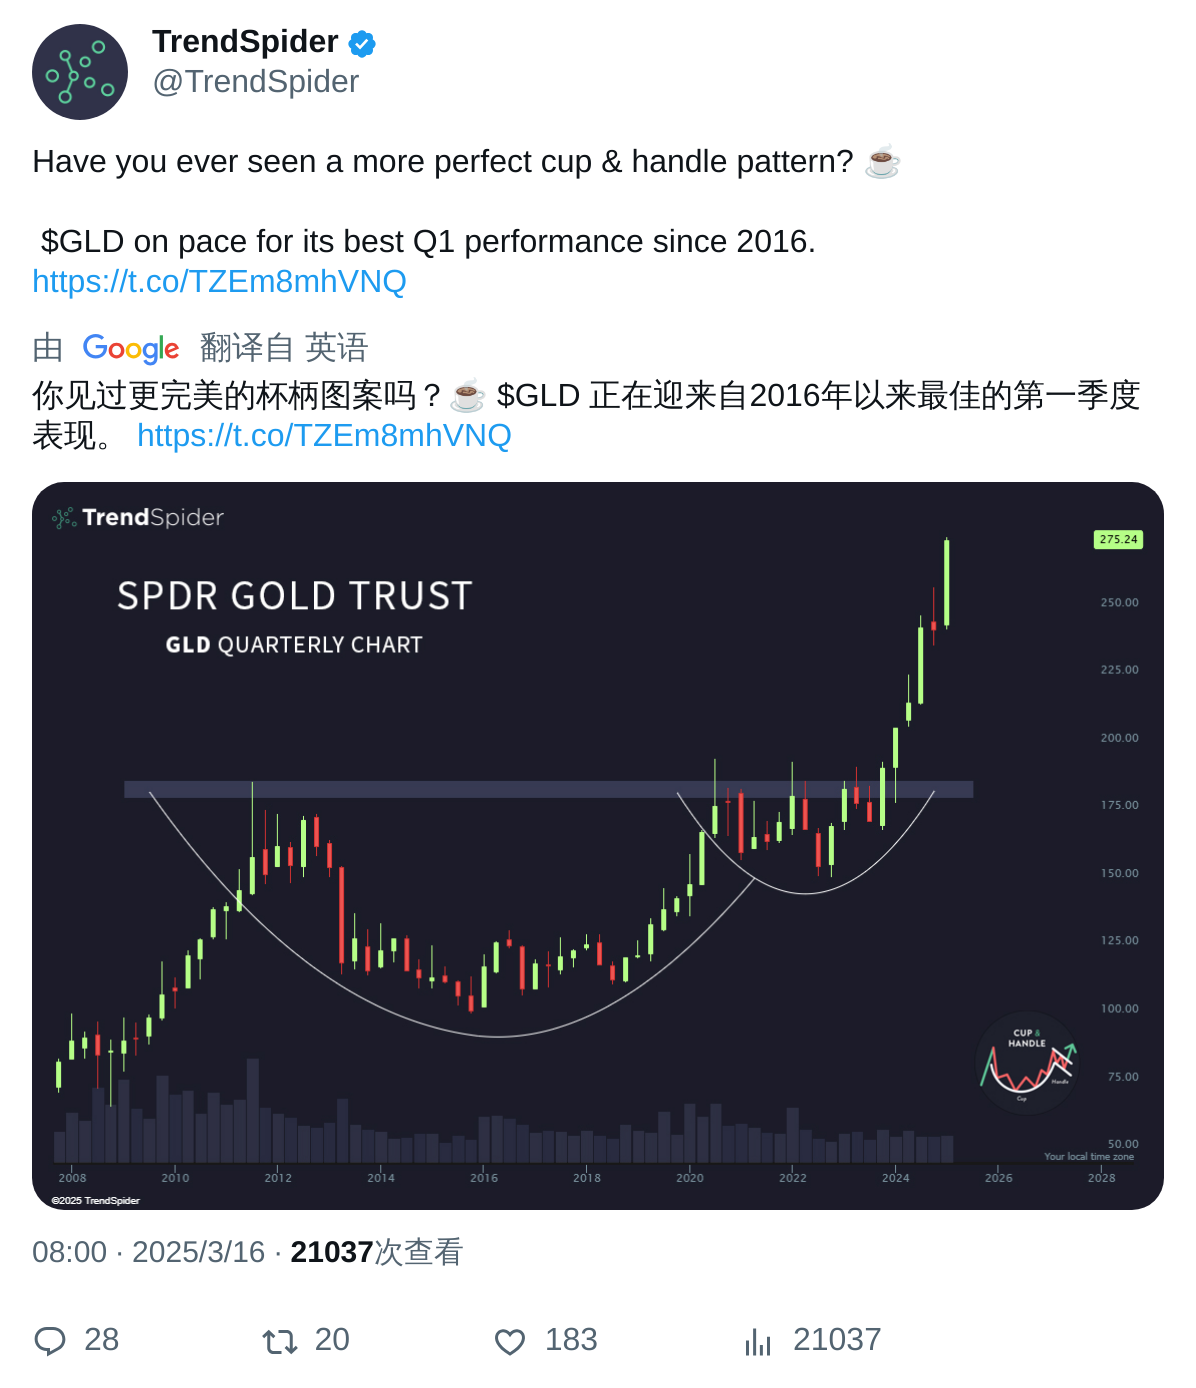 TrendSpider
@TrendSpider
Have you ever seen a more perfect cup & handle pattern? ☕
$GLD on pace for its best Q1 performance since 2016.
https://t.co/TZEm8mhVNQ
由 Google 翻译自 英语
你见过更完美的杯柄图案吗？☕ $GLD 正在迎来自2016年以来最佳的第一季度
表现。 https://t.co/TZEm8mhVNQ
TrendSpider
SPDR GOLD TRUST
GLD QUARTERLY CHART
275.24
250.00
225.00
200.00
175.00
150.00
125.00
100.00
75.00
50.00
CUP &
HANDLE
Handle
Cup
Your local time zone
2008 2010 2012 2014 2016 2018 2020 2022 2024 2026 2028
©2025 TrendSpider
08:00 · 2025/3/16 · 21037次查看
28 20 183 21037